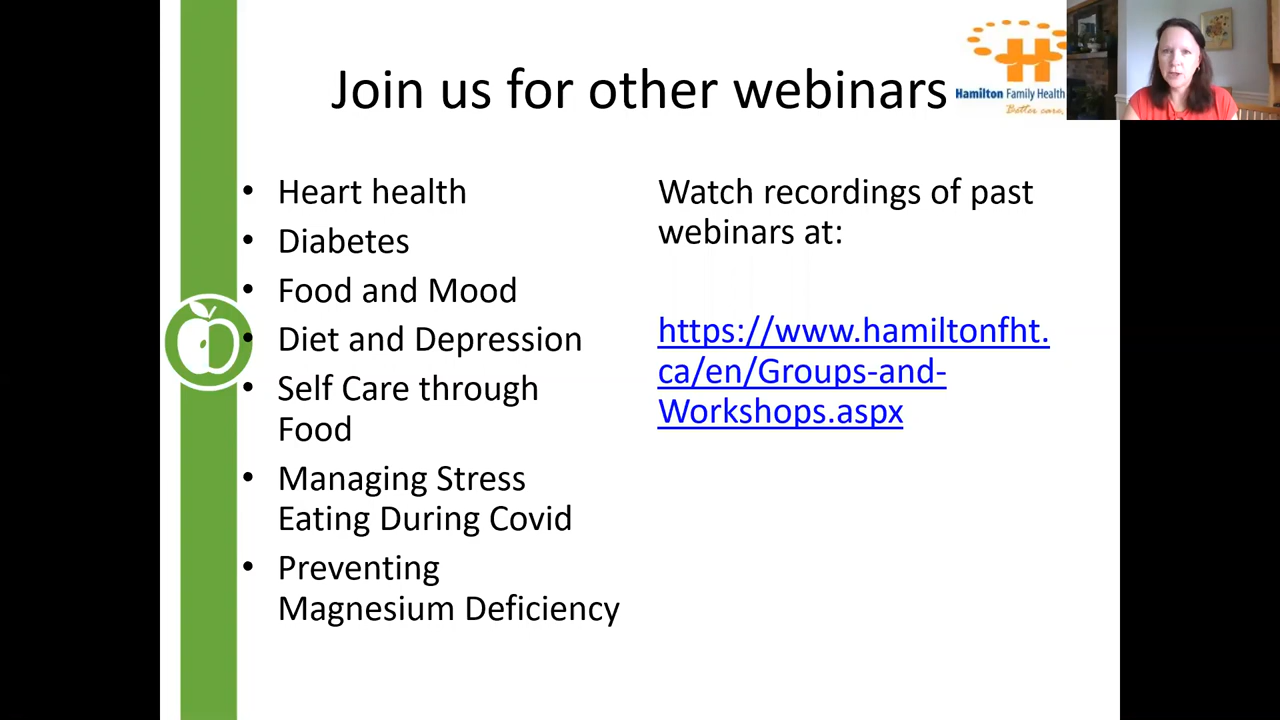 Join us for other webinars
Hamilton Family Health
Better care,
• Heart health
• Diabetes
• Food and Mood
• Diet and Depression
• Self Care through
Food
• Managing Stress
Eating During Covid
• Preventing
Magnesium Deficiency
Watch recordings of past
webinars at:
https://www.hamiltonfht.
ca/en/Groups-and-
Workshops.aspx